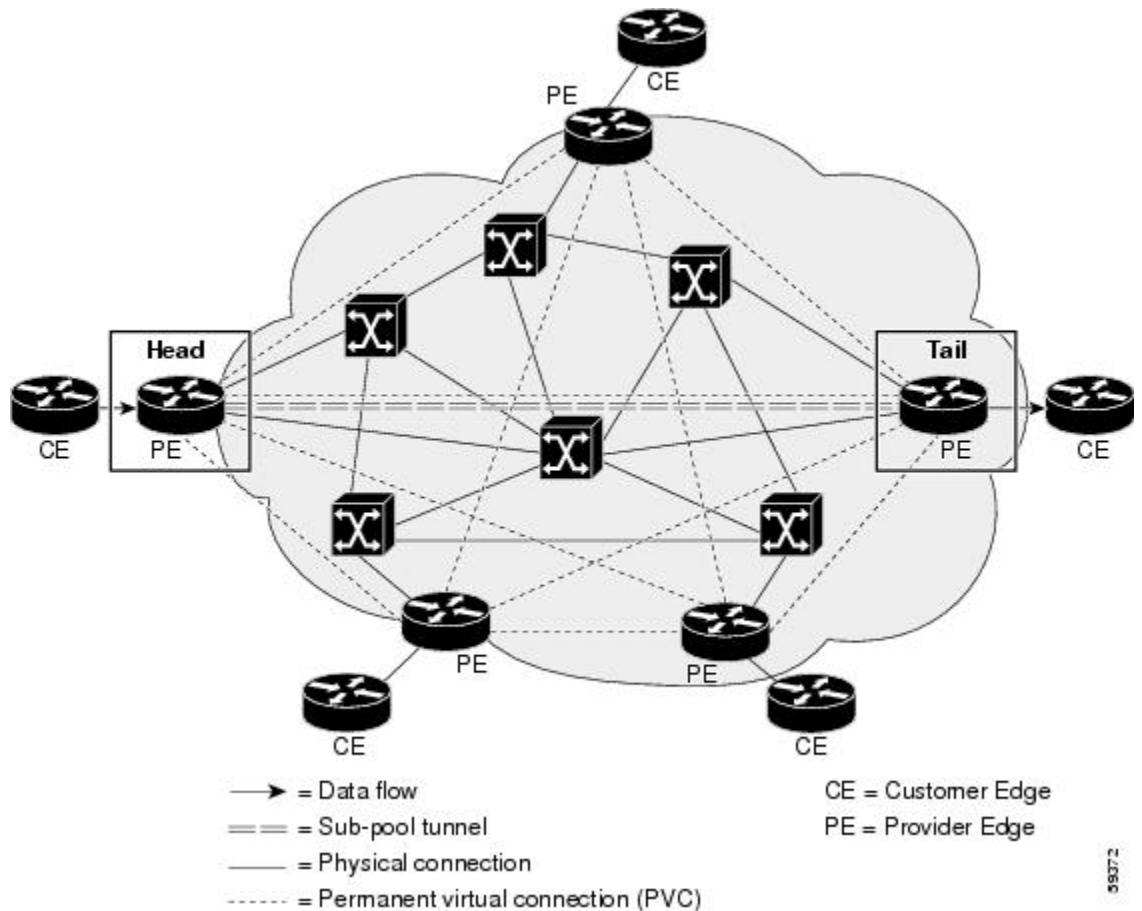 CE
PE
Head
Tail
CE
PE
PE
CE
PE
PE
CE
CE
= Data flow
= Sub-pool tunnel
= Physical connection
= Permanent virtual connection (PVC)
CE = Customer Edge
PE = Provider Edge
59372